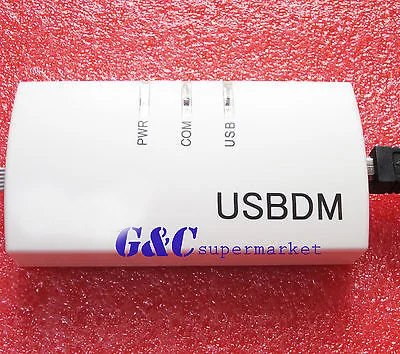 PWR COM USB
USBDM
G&C supermarket